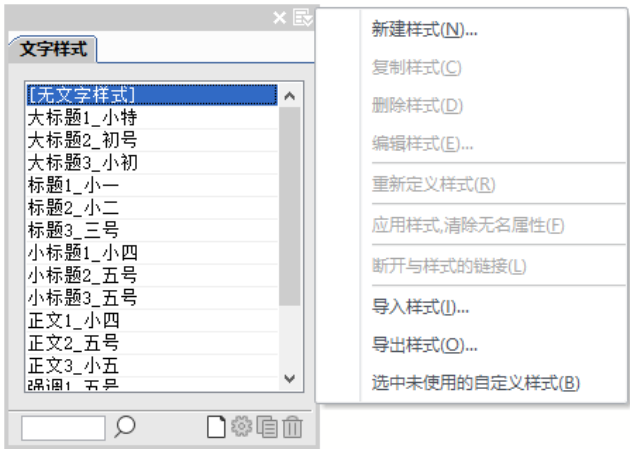 文字样式
[无文字样式]
大标题1_小特
大标题2_初号
大标题3_小初
标题1_小一
标题2_小二
标题3_三号
小标题1_小四
小标题2_五号
小标题3_五号
正文1_小四
正文2_五号
正文3_小五
强调1_五号
新建样式(N)...
复制样式(C)
删除样式(D)
编辑样式(E)...
重新定义样式(R)
应用样式,清除无名属性(F)
断开与样式的链接(L)
导入样式(I)...
导出样式(O)...
选中未使用的自定义样式(B)